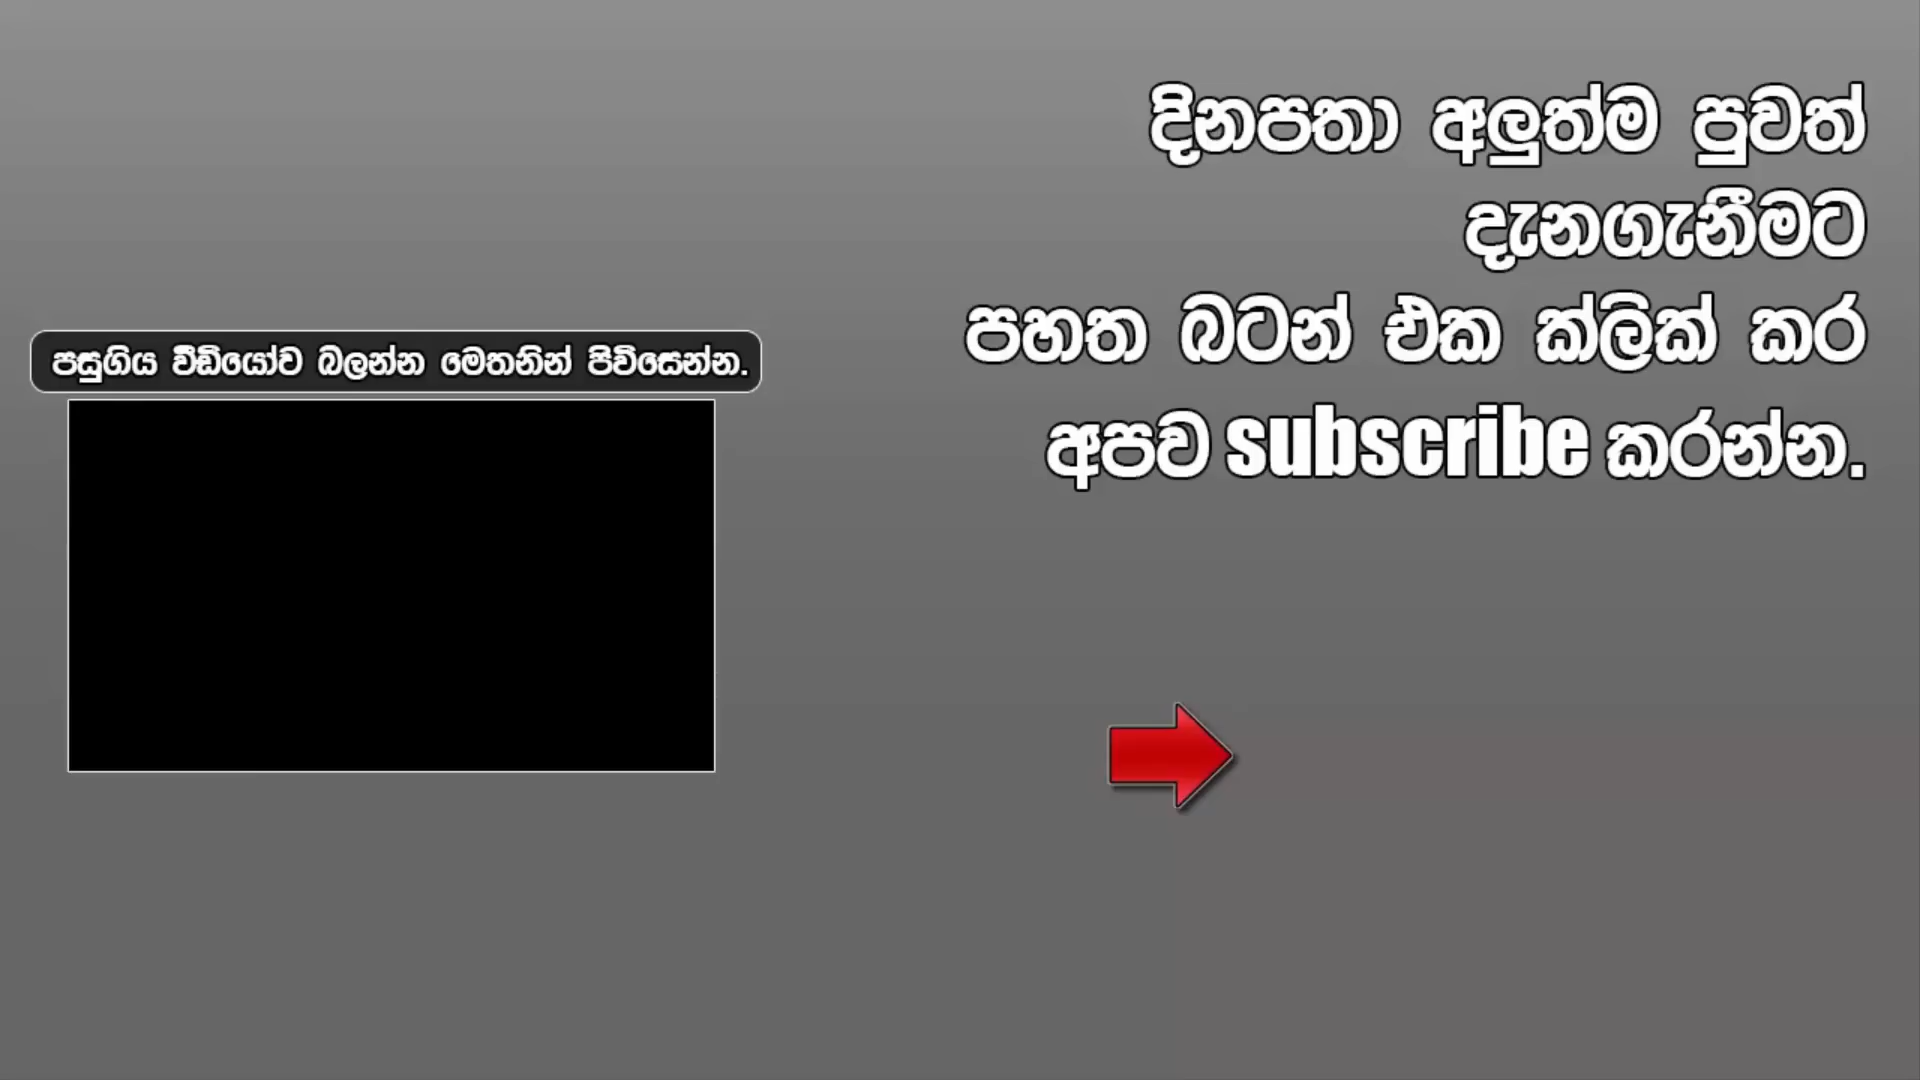 දිනපතා අලුත්ම පුවත්
දැනගැනීමට
පහත බටන් එක ක්ලික් කර
අපව subscribe කරන්න.
පසුගිය වීඩියෝව බලන්න මෙතනින් පිවිසෙන්න.